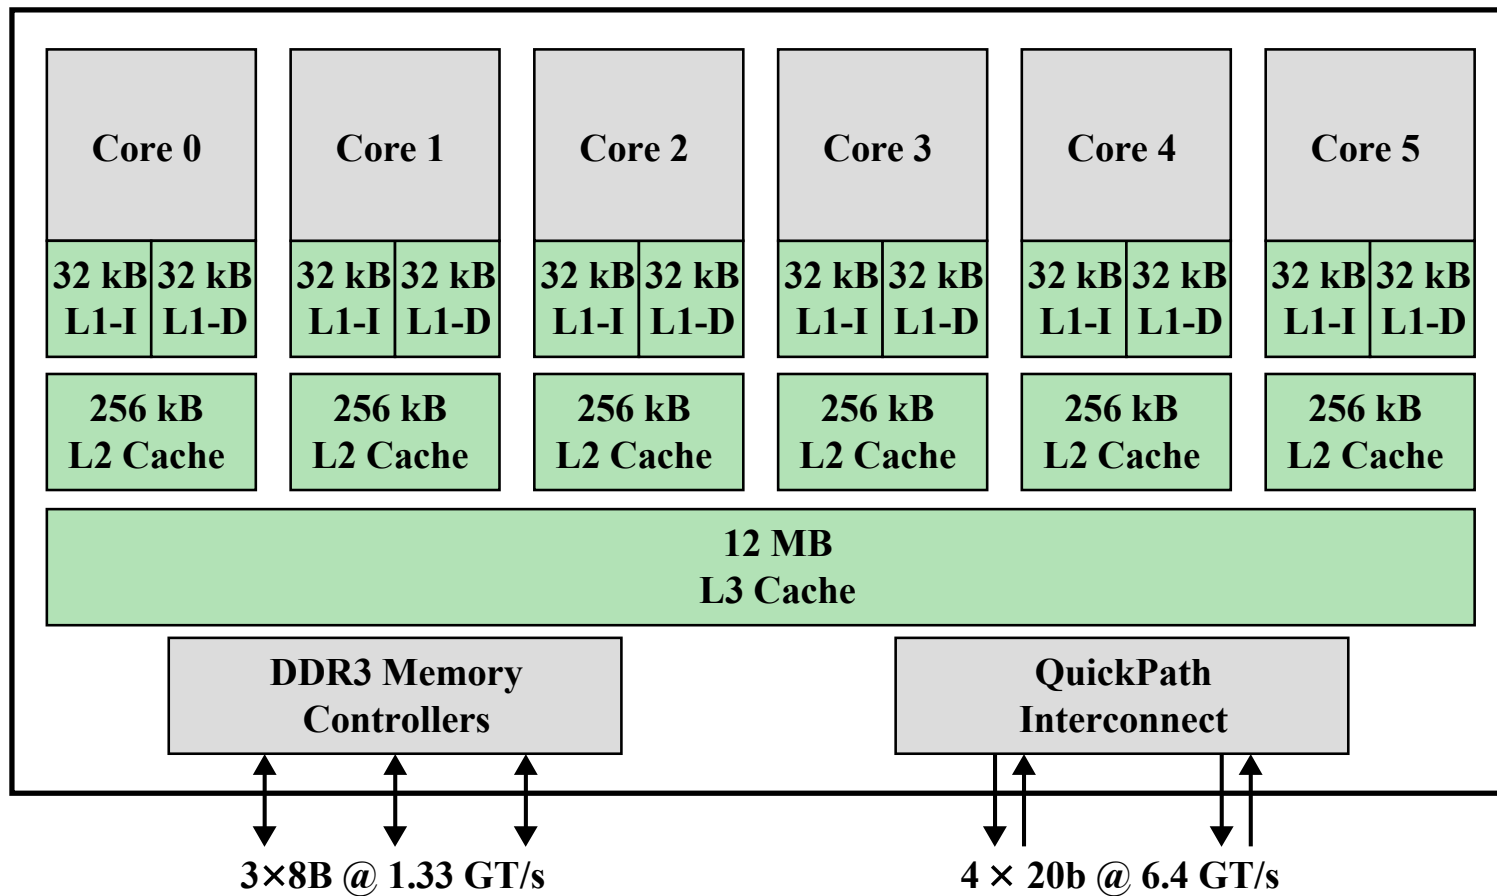 Core 0
Core 1
Core 2
Core 3
Core 4
Core 5
32 kB 32 kB
L1-I L1-D
32 kB 32 kB
L1-I L1-D
32 kB 32 kB
L1-I L1-D
32 kB 32 kB
L1-I L1-D
32 kB 32 kB
L1-I L1-D
32 kB 32 kB
L1-I L1-D
256 kB
L2 Cache
256 kB
L2 Cache
256 kB
L2 Cache
256 kB
L2 Cache
256 kB
L2 Cache
256 kB
L2 Cache
12 MB
L3 Cache
DDR3 Memory
Controllers
QuickPath
Interconnect
3×8B @ 1.33 GT/s
4 × 20b @ 6.4 GT/s